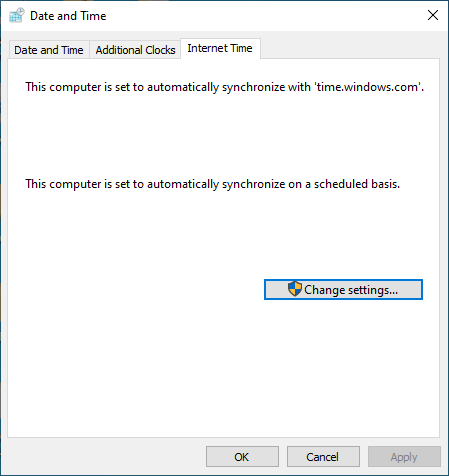 Date and Time
Date and Time
Additional Clocks
Internet Time
This computer is set to automatically synchronize with 'time.windows.com'.
This computer is set to automatically synchronize on a scheduled basis.
Change settings...
OK
Cancel
Apply